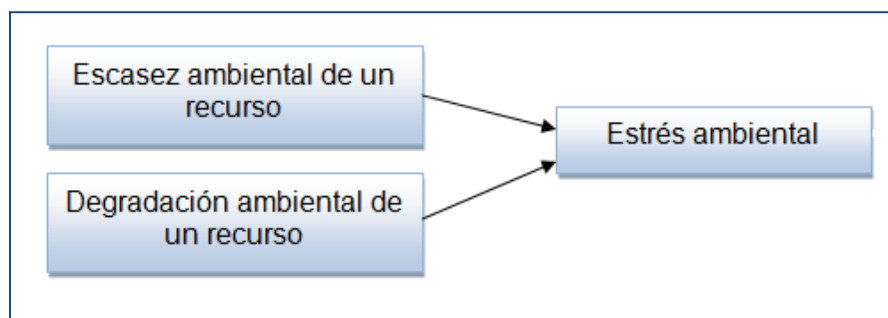 Escasez ambiental de un
recurso
Estrés ambiental
Degradación ambiental de
un recurso